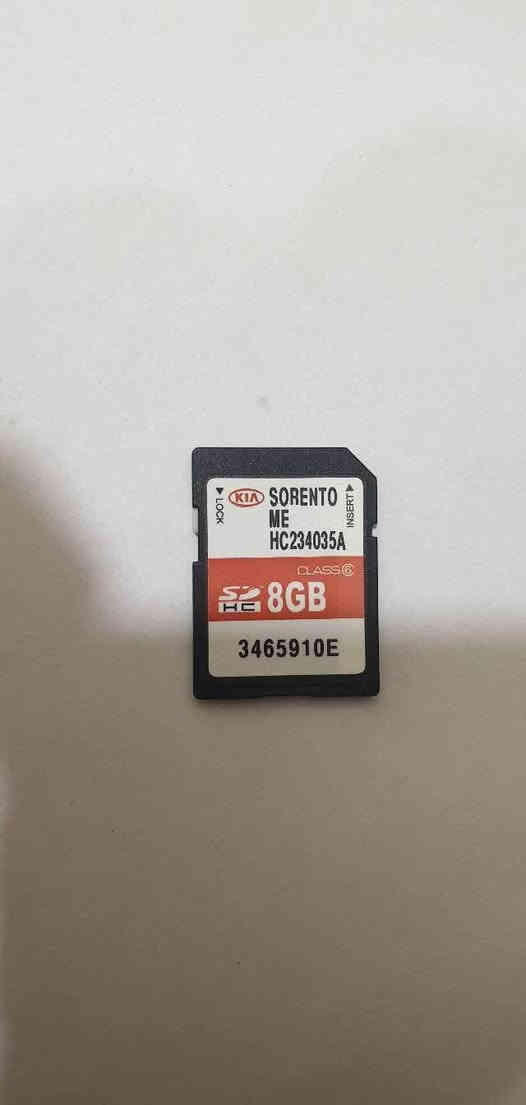 LOCK
KIA
SORENTO
ME
HC234035A
INSERT
CLASS 6
SD HC
8GB
3465910E